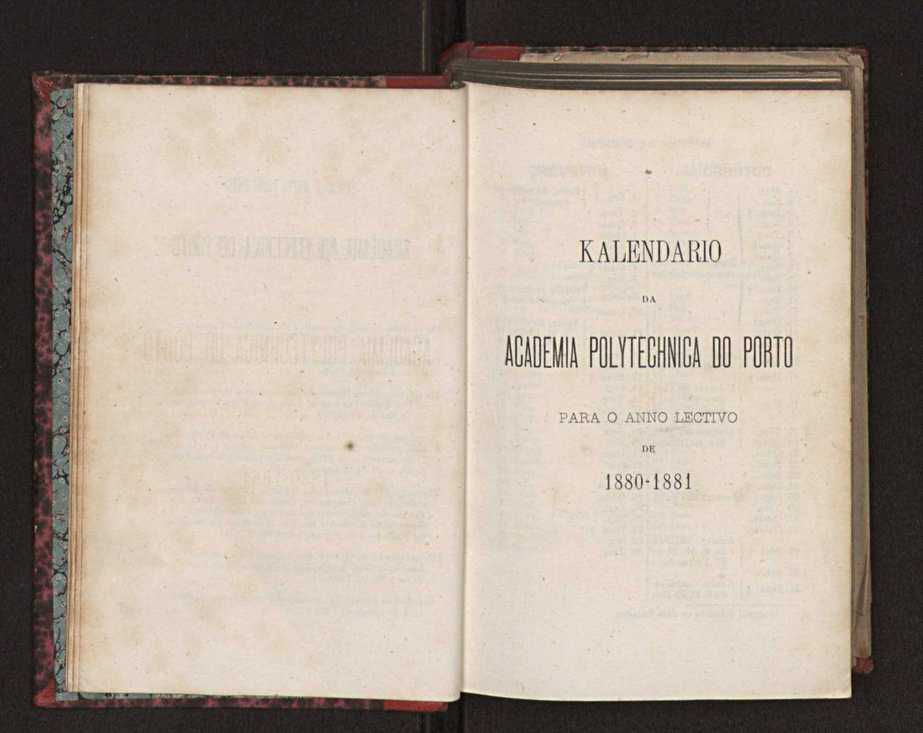 KALENDARIO
DA
ACADEMIA POLYTECHNICA DO PORTO
PARA O ANNO LECTIVO
DE
1880-1881